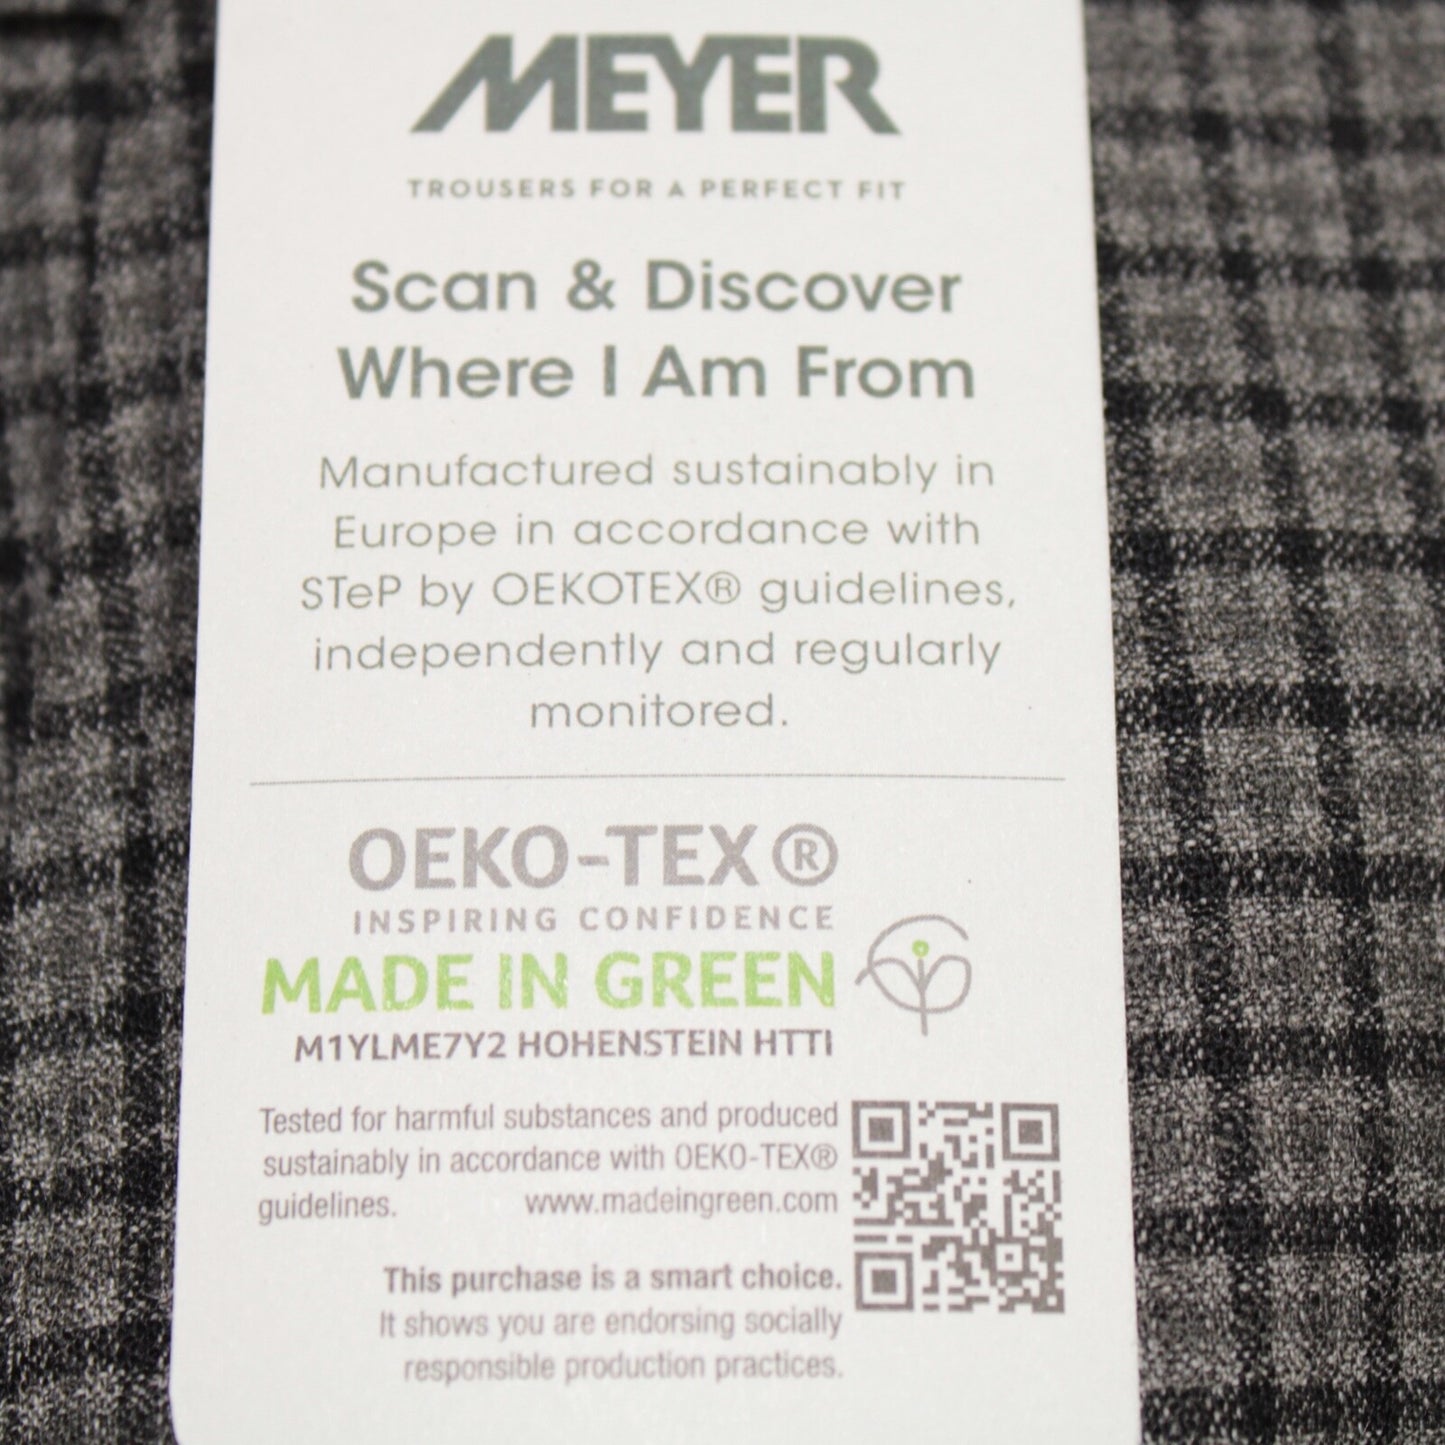 MEYER
TROUSERS FOR A PERFECT FIT
Scan & Discover
Where I Am From
Manufactured sustainably in
Europe in accordance with
STeP by OEKOTEX® guidelines,
independently and regularly
monitored.
OEKO-TEX®
INSPIRING CONFIDENCE
MADE IN GREEN
M1YLME7Y2 HOHENSTEIN HTTI
Tested for harmful substances and produced
sustainably in accordance with OEKO-TEX®
guidelines. www.madeingreen.com
This purchase is a smart choice.
It shows you are endorsing socially
responsible production practices.